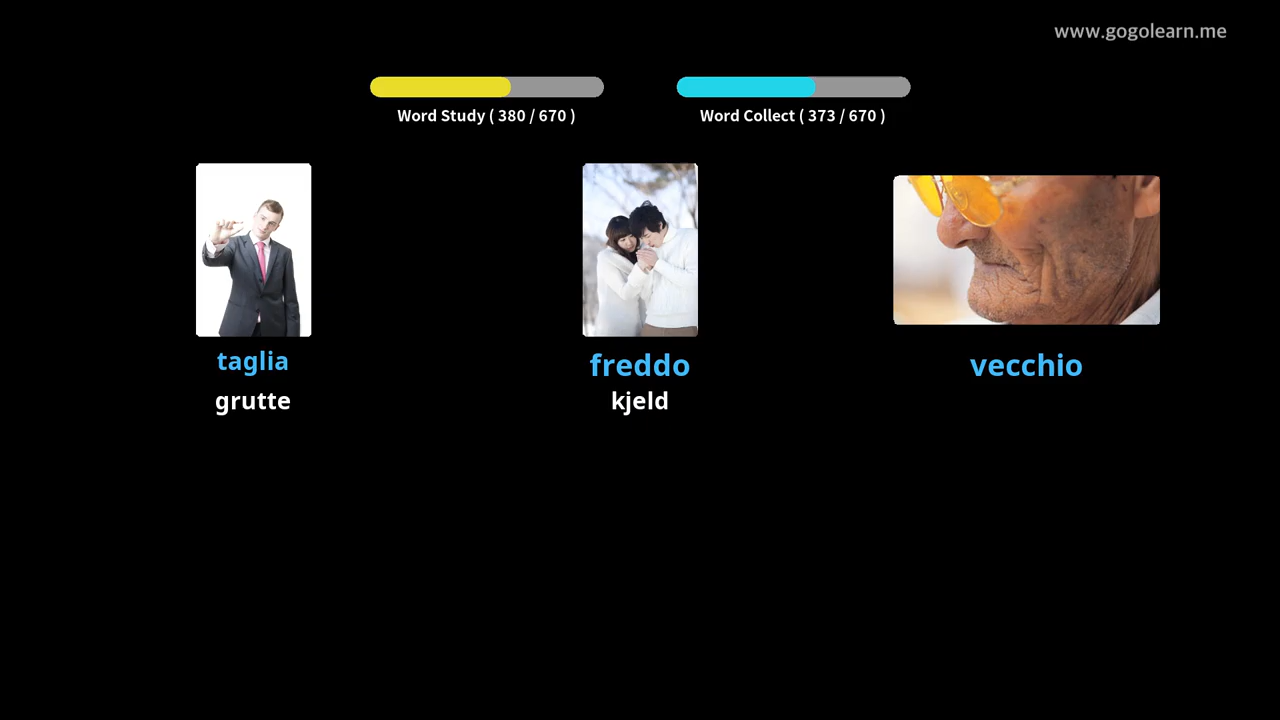 www.gogolearn.me
Word Study ( 380 / 670 )
Word Collect ( 373 / 670 )
taglia
freddo
vecchio
grutte
kjeld